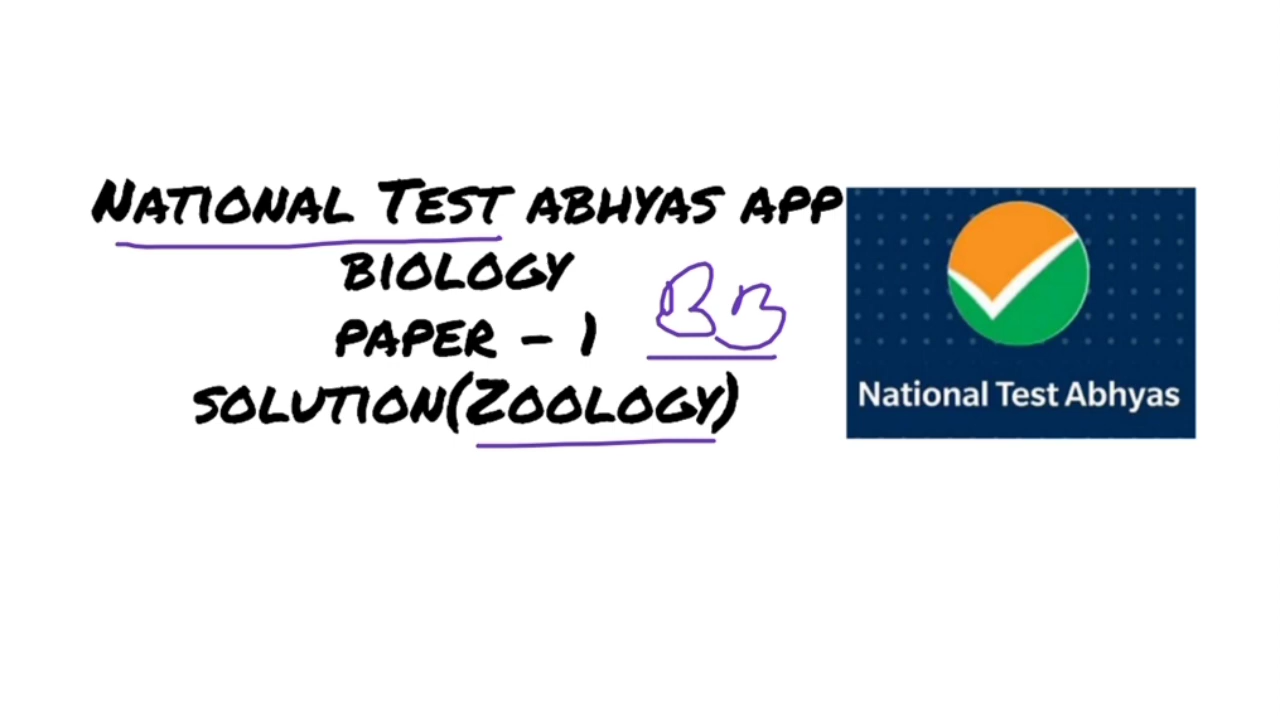 National Test abhyas app
biology
paper - 1
solution(Zoology)
National Test Abhyas